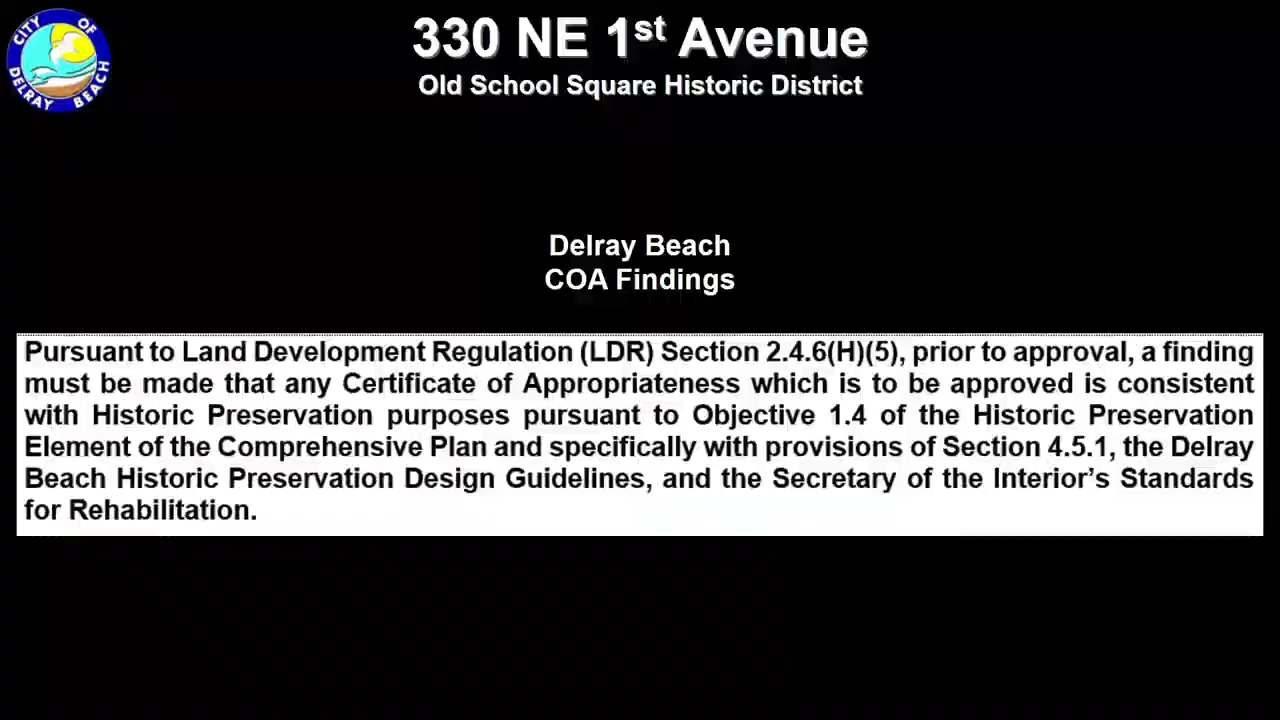 CITY OF
DELRAY BEACH
330 NE 1st Avenue
Old School Square Historic District
Delray Beach
COA Findings
Pursuant to Land Development Regulation (LDR) Section 2.4.6(H)(5), prior to approval, a finding
must be made that any Certificate of Appropriateness which is to be approved is consistent
with Historic Preservation purposes pursuant to Objective 1.4 of the Historic Preservation
Element of the Comprehensive Plan and specifically with provisions of Section 4.5.1, the Delray
Beach Historic Preservation Design Guidelines, and the Secretary of the Interior’s Standards
for Rehabilitation.